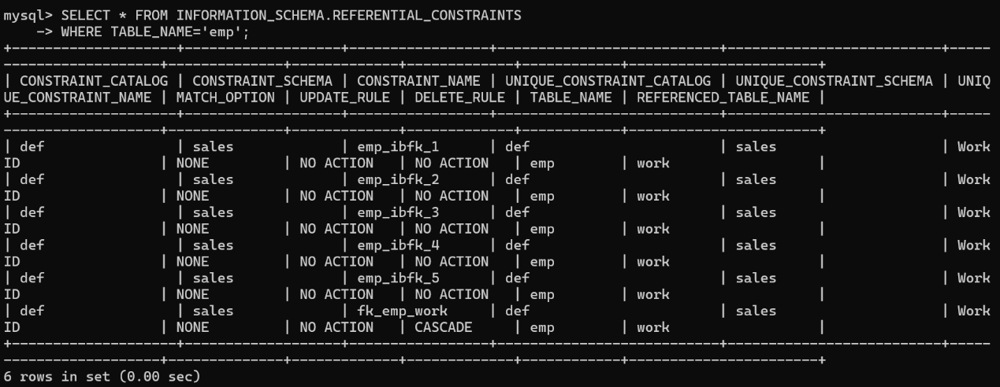 mysql> SELECT * FROM INFORMATION_SCHEMA.REFERENTIAL_CONSTRAINTS
    -> WHERE TABLE_NAME='emp';
+--------------------+--------------------+-----------------+---------------------------+--------------------------+-----
-------------------+--------------+-------------+-------------+------------+-----------------------+
| CONSTRAINT_CATALOG | CONSTRAINT_SCHEMA | CONSTRAINT_NAME | UNIQUE_CONSTRAINT_CATALOG | UNIQUE_CONSTRAINT_SCHEMA | UNIQ
UE_CONSTRAINT_NAME | MATCH_OPTION | UPDATE_RULE | DELETE_RULE | TABLE_NAME | REFERENCED_TABLE_NAME |
+--------------------+--------------------+-----------------+---------------------------+--------------------------+-----
-------------------+--------------+-------------+-------------+------------+-----------------------+
| def                | sales             | emp_ibfk_1      | def                       | sales                    | Work
ID                 | NONE         | NO ACTION   | NO ACTION   | emp        | work                  |
| def                | sales             | emp_ibfk_2      | def                       | sales                    | Work
ID                 | NONE         | NO ACTION   | NO ACTION   | emp        | work                  |
| def                | sales             | emp_ibfk_3      | def                       | sales                    | Work
ID                 | NONE         | NO ACTION   | NO ACTION   | emp        | work                  |
| def                | sales             | emp_ibfk_4      | def                       | sales                    | Work
ID                 | NONE         | NO ACTION   | NO ACTION   | emp        | work                  |
| def                | sales             | emp_ibfk_5      | def                       | sales                    | Work
ID                 | NONE         | NO ACTION   | NO ACTION   | emp        | work                  |
| def                | sales             | fk_emp_work     | def                       | sales                    | Work
ID                 | NONE         | NO ACTION   | CASCADE     | emp        | work                  |
+--------------------+--------------------+-----------------+---------------------------+--------------------------+-----
-------------------+--------------+-------------+-------------+------------+-----------------------+
6 rows in set (0.00 sec)